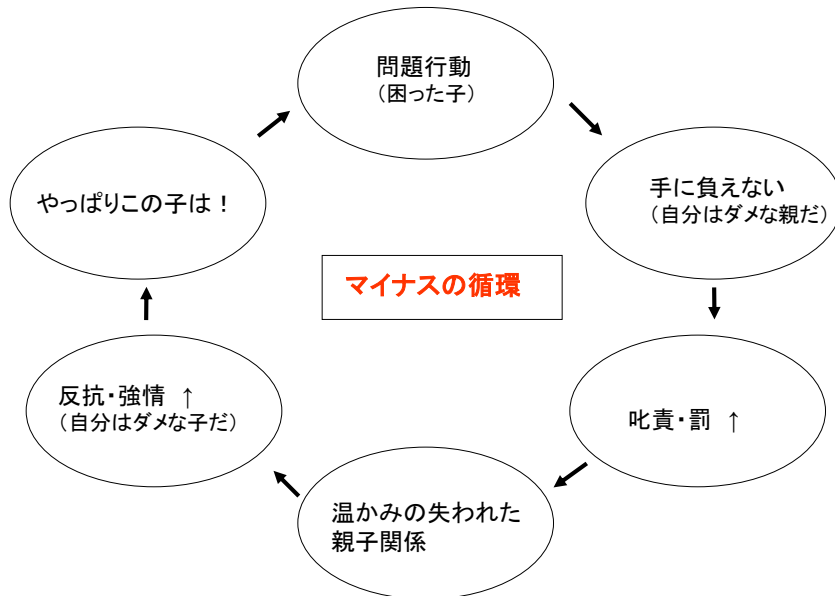 問題行動
（困った子）
手に負えない
（自分はダメな親だ）
叱責・罰 ↑
温かみの失われた
親子関係
反抗・強情 ↑
（自分はダメな子だ）
やっぱりこの子は！
マイナスの循環